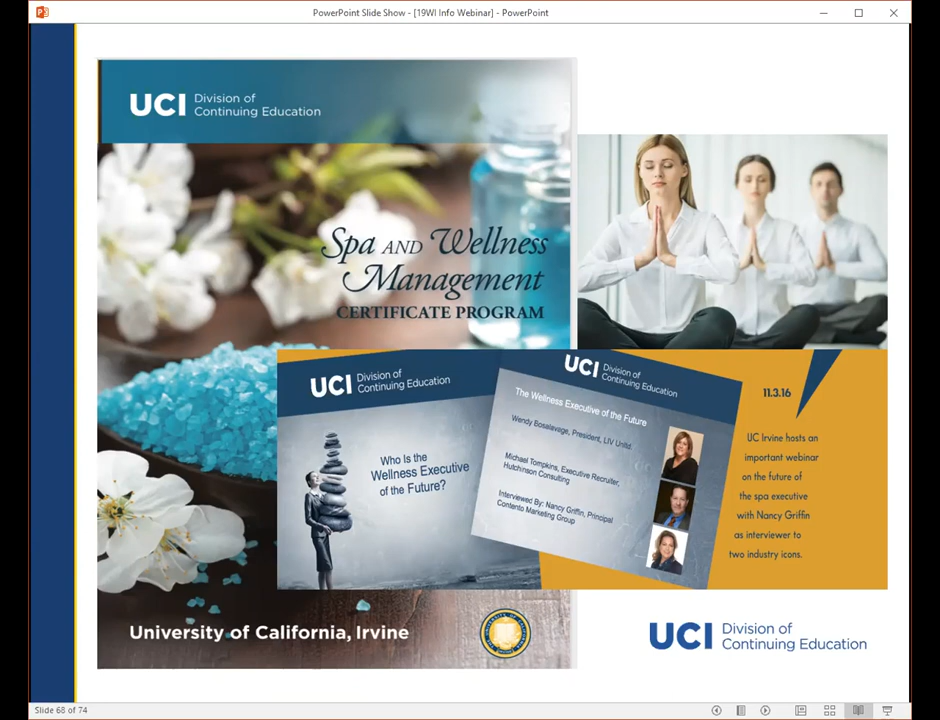 PowerPoint Slide Show - [19WI Info Webinar] - PowerPoint
UCI Division of
Continuing Education
Spa AND Wellness
Management
CERTIFICATE PROGRAM
UCI Division of
Continuing Education
Who Is the
Wellness Executive
of the Future?
UCI Division of
Continuing Education
The Wellness Executive of the Future
Wendy Bosalavage, President, LIV Unltd.
Michael Tompkins, Executive Recruiter,
Hutchinson Consulting
Interviewed By: Nancy Griffin, Principal
Contento Marketing Group
11.3.16
UC Irvine hosts an
important webinar
on the future of
the spa executive
with Nancy Griffin
as interviewer to
two industry icons.
University of California, Irvine
UCI Division of
Continuing Education
Slide 68 of 74